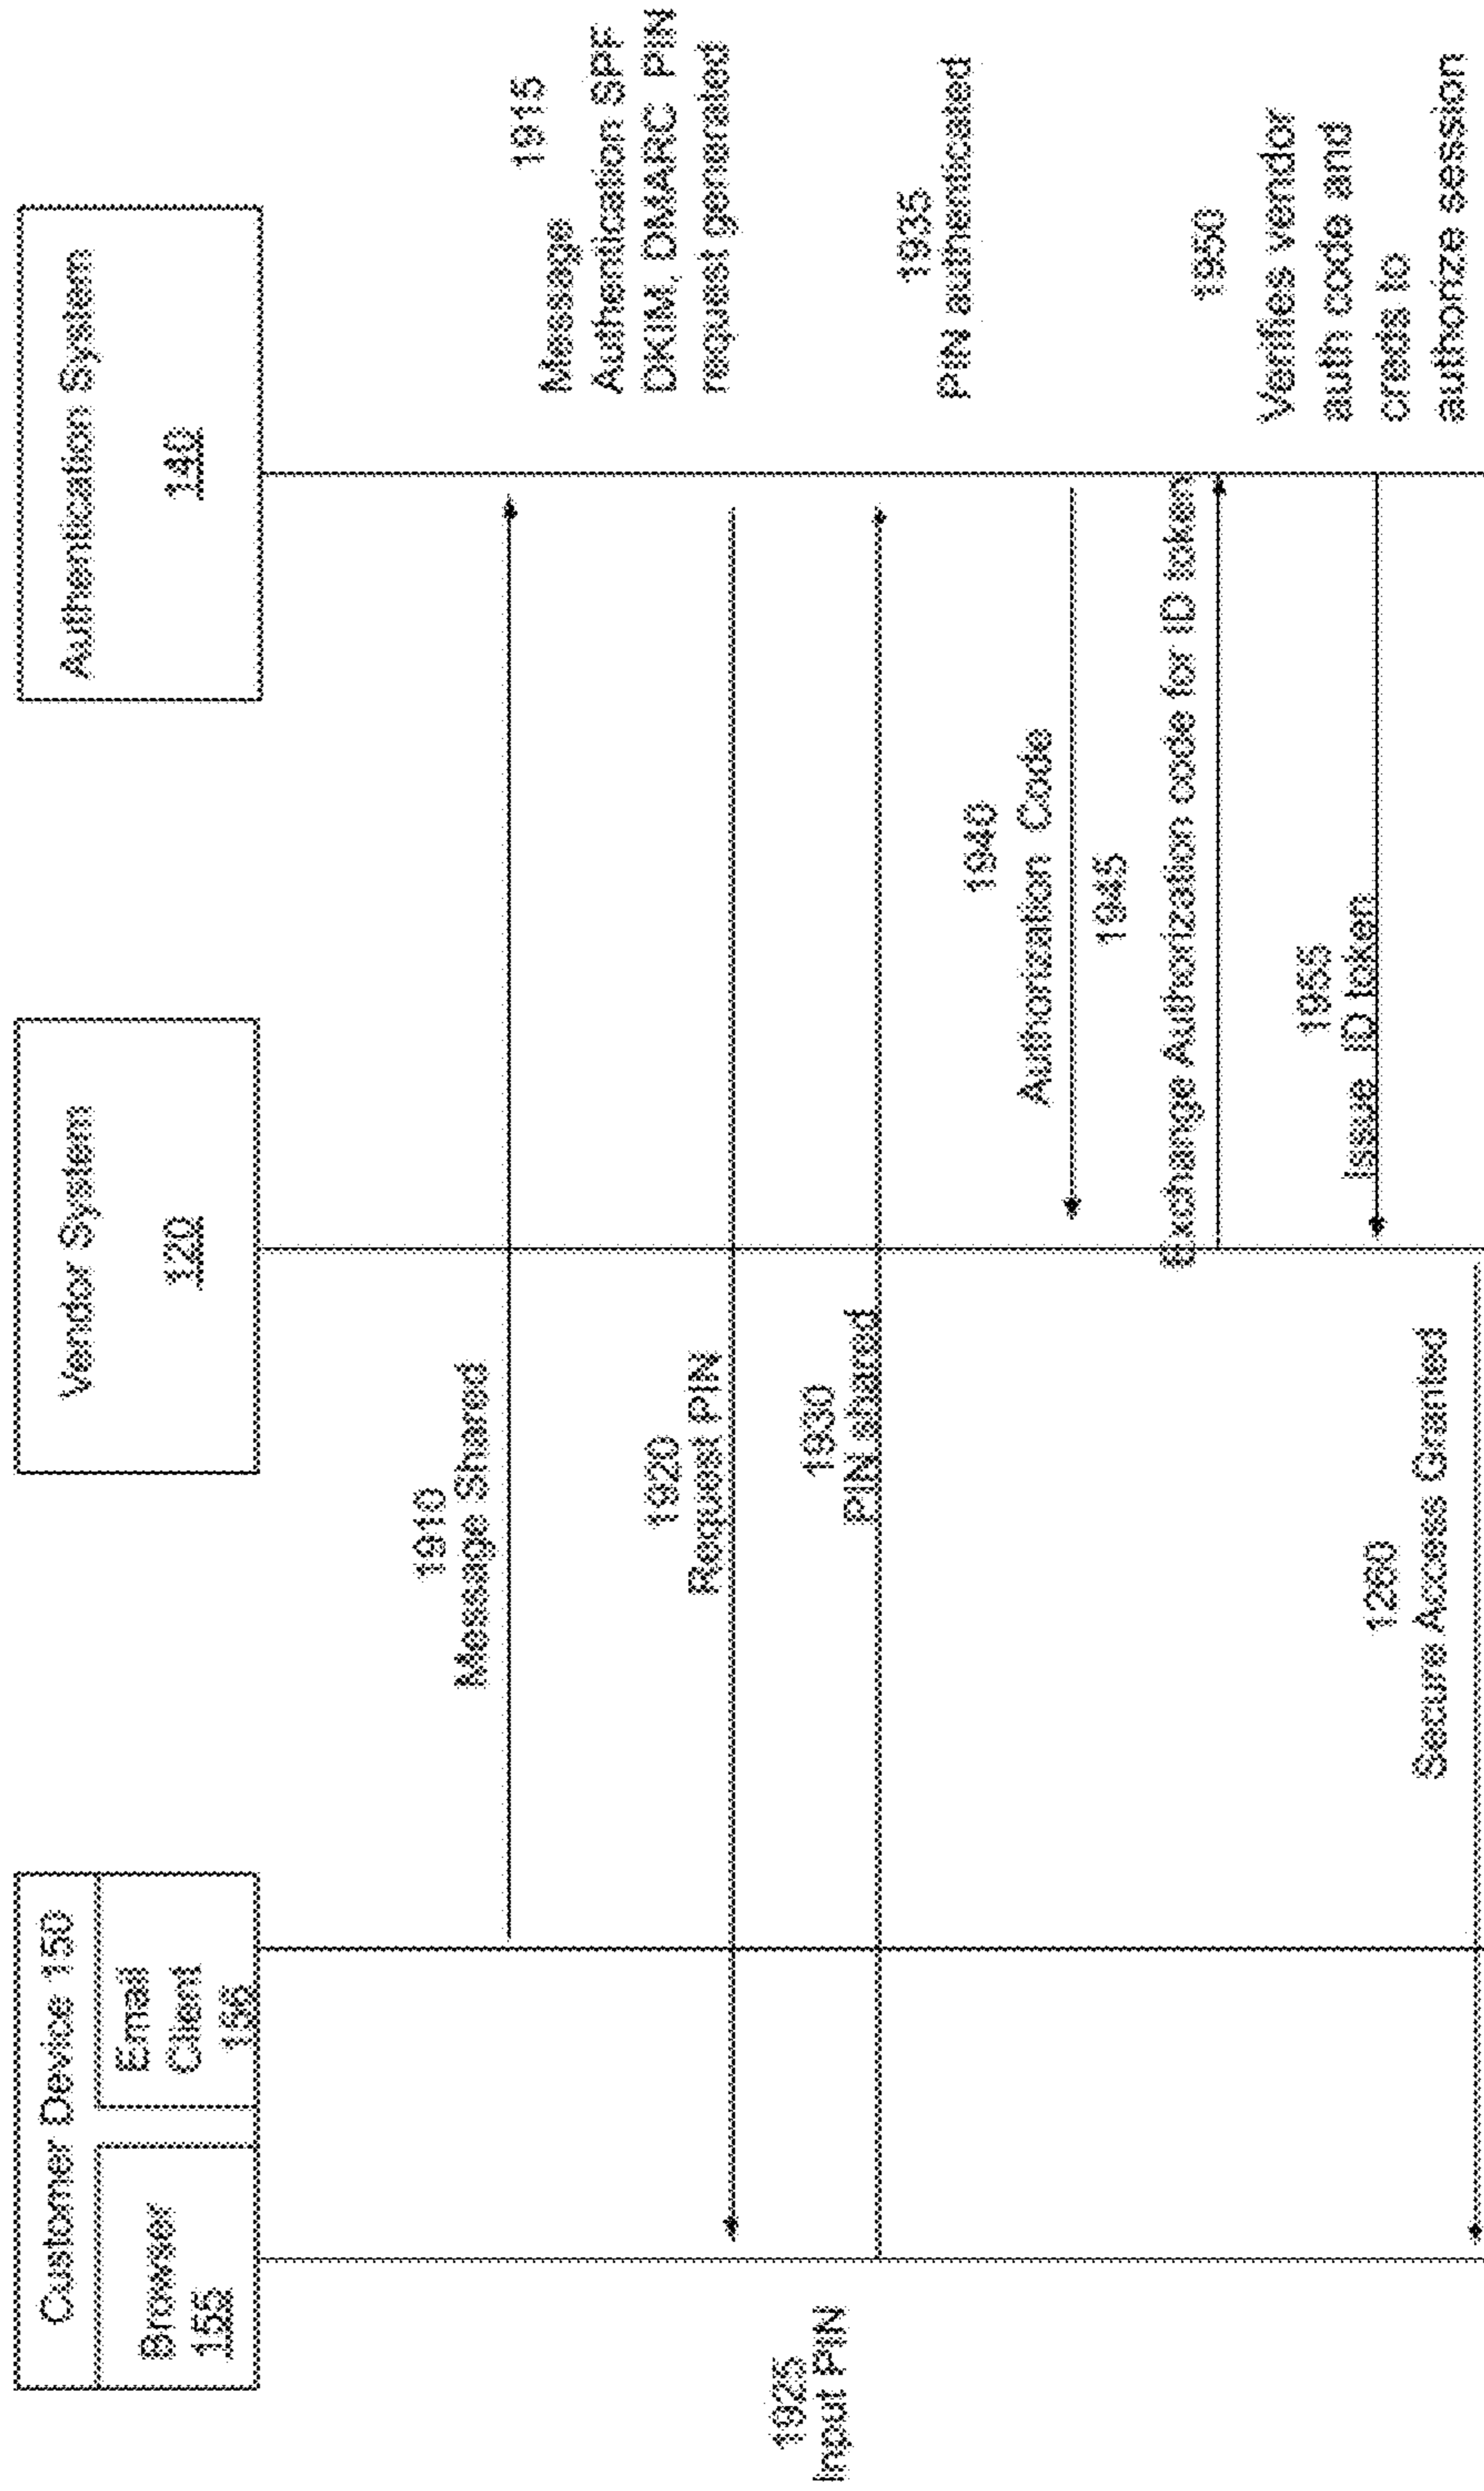 Customer Device 150
Browser
155
Email
Client
156
Vendor System
120
Authentication System
140
1910
Message Shared
1915
Message
Authentication SPF
DKIM, DMARC PIN
request generated
1920
Request PIN
1925
Input PIN
1930
PIN shared
1935
PIN authenticated
1940
Authorization Code
1945
Exchange Authorization code for ID token
1950
Verifies vendor
auth code and
creds to
authorize session
1955
Issue ID token
1260
Secure Access Granted